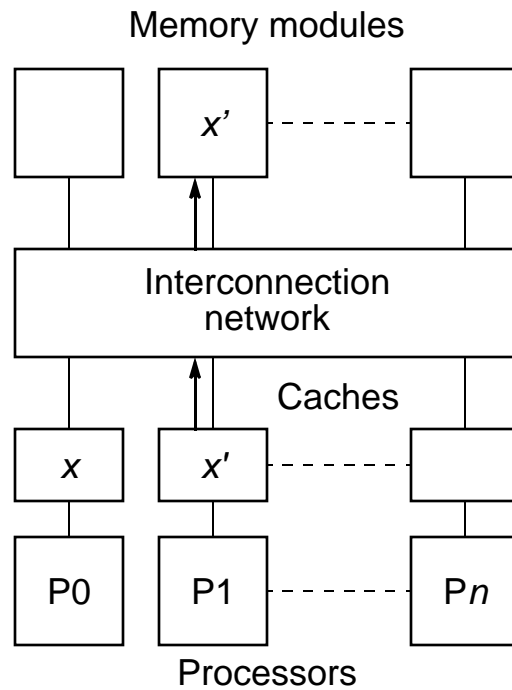 Memory modules
x’
Interconnection
network
Caches
x
x'
P0
P1
Pn
Processors